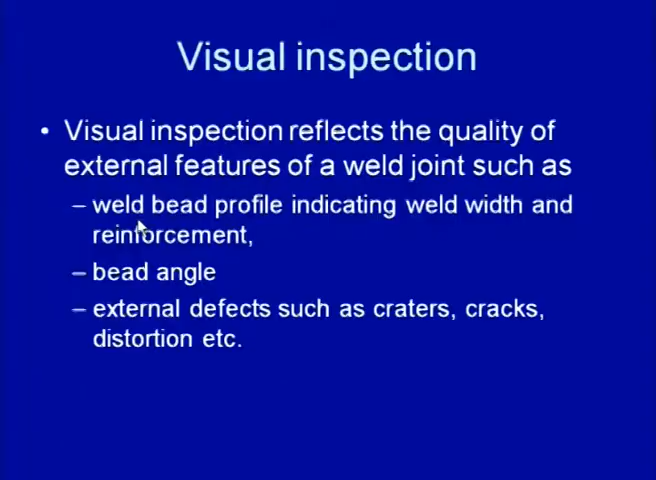 Visual inspection
• Visual inspection reflects the quality of
external features of a weld joint such as
– weld bead profile indicating weld width and
reinforcement,
– bead angle
– external defects such as craters, cracks,
distortion etc.